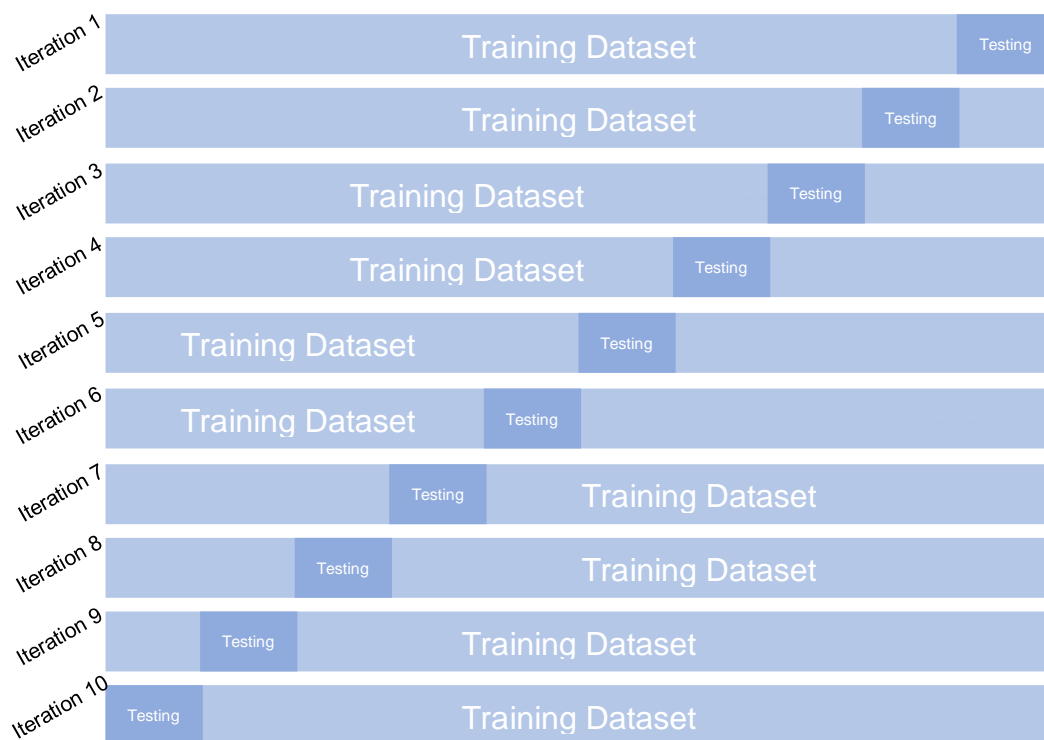 Iteration 1 Training Dataset Testing
Iteration 2 Training Dataset Testing
Iteration 3 Training Dataset Testing
Iteration 4 Training Dataset Testing
Iteration 5 Training Dataset Testing
Iteration 6 Training Dataset Testing
Iteration 7 Testing Training Dataset
Iteration 8 Testing Training Dataset
Iteration 9 Testing Training Dataset
Iteration 10 Testing Training Dataset